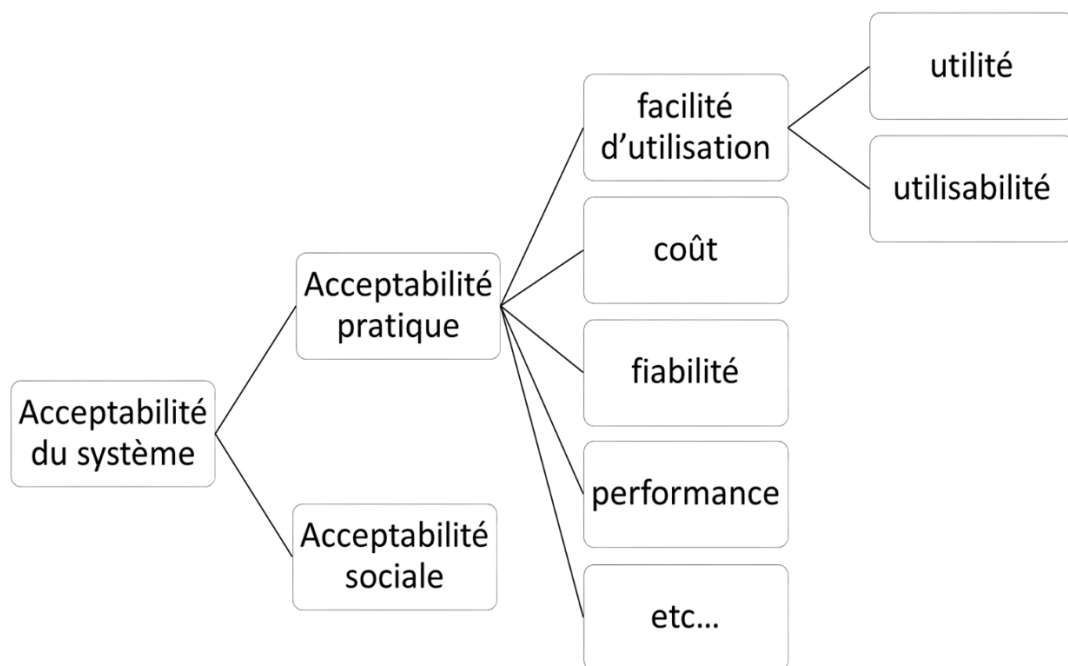 Acceptabilité
du système
Acceptabilité
pratique
Acceptabilité
sociale
facilité
d’utilisation
coût
fiabilité
performance
etc…
utilité
utilisabilité